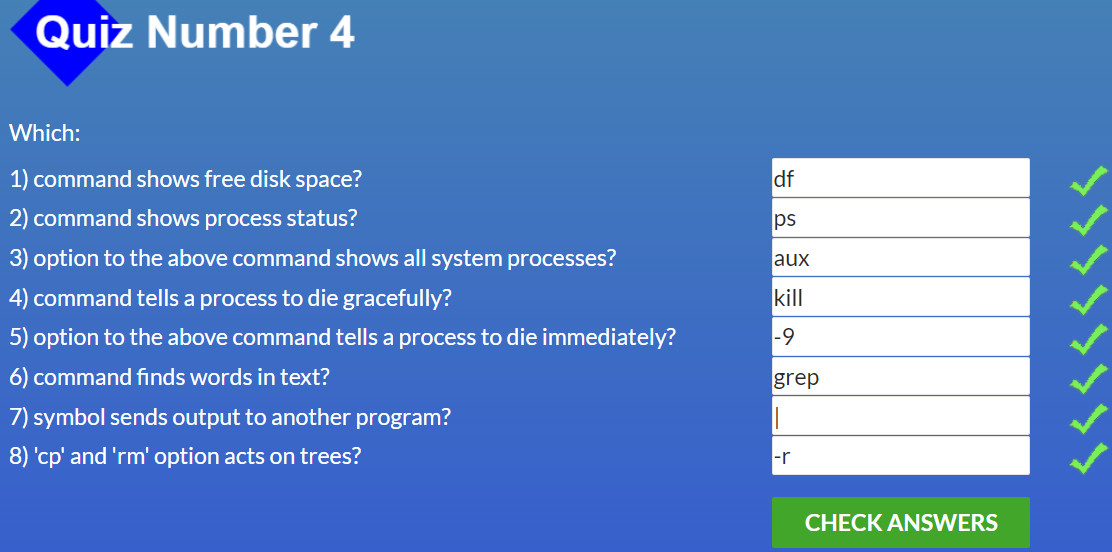 Quiz Number 4
Which:
1) command shows free disk space? df
2) command shows process status? ps
3) option to the above command shows all system processes? aux
4) command tells a process to die gracefully? kill
5) option to the above command tells a process to die immediately? -9
6) command finds words in text? grep
7) symbol sends output to another program? |
8) 'cp' and 'rm' option acts on trees? -r
CHECK ANSWERS